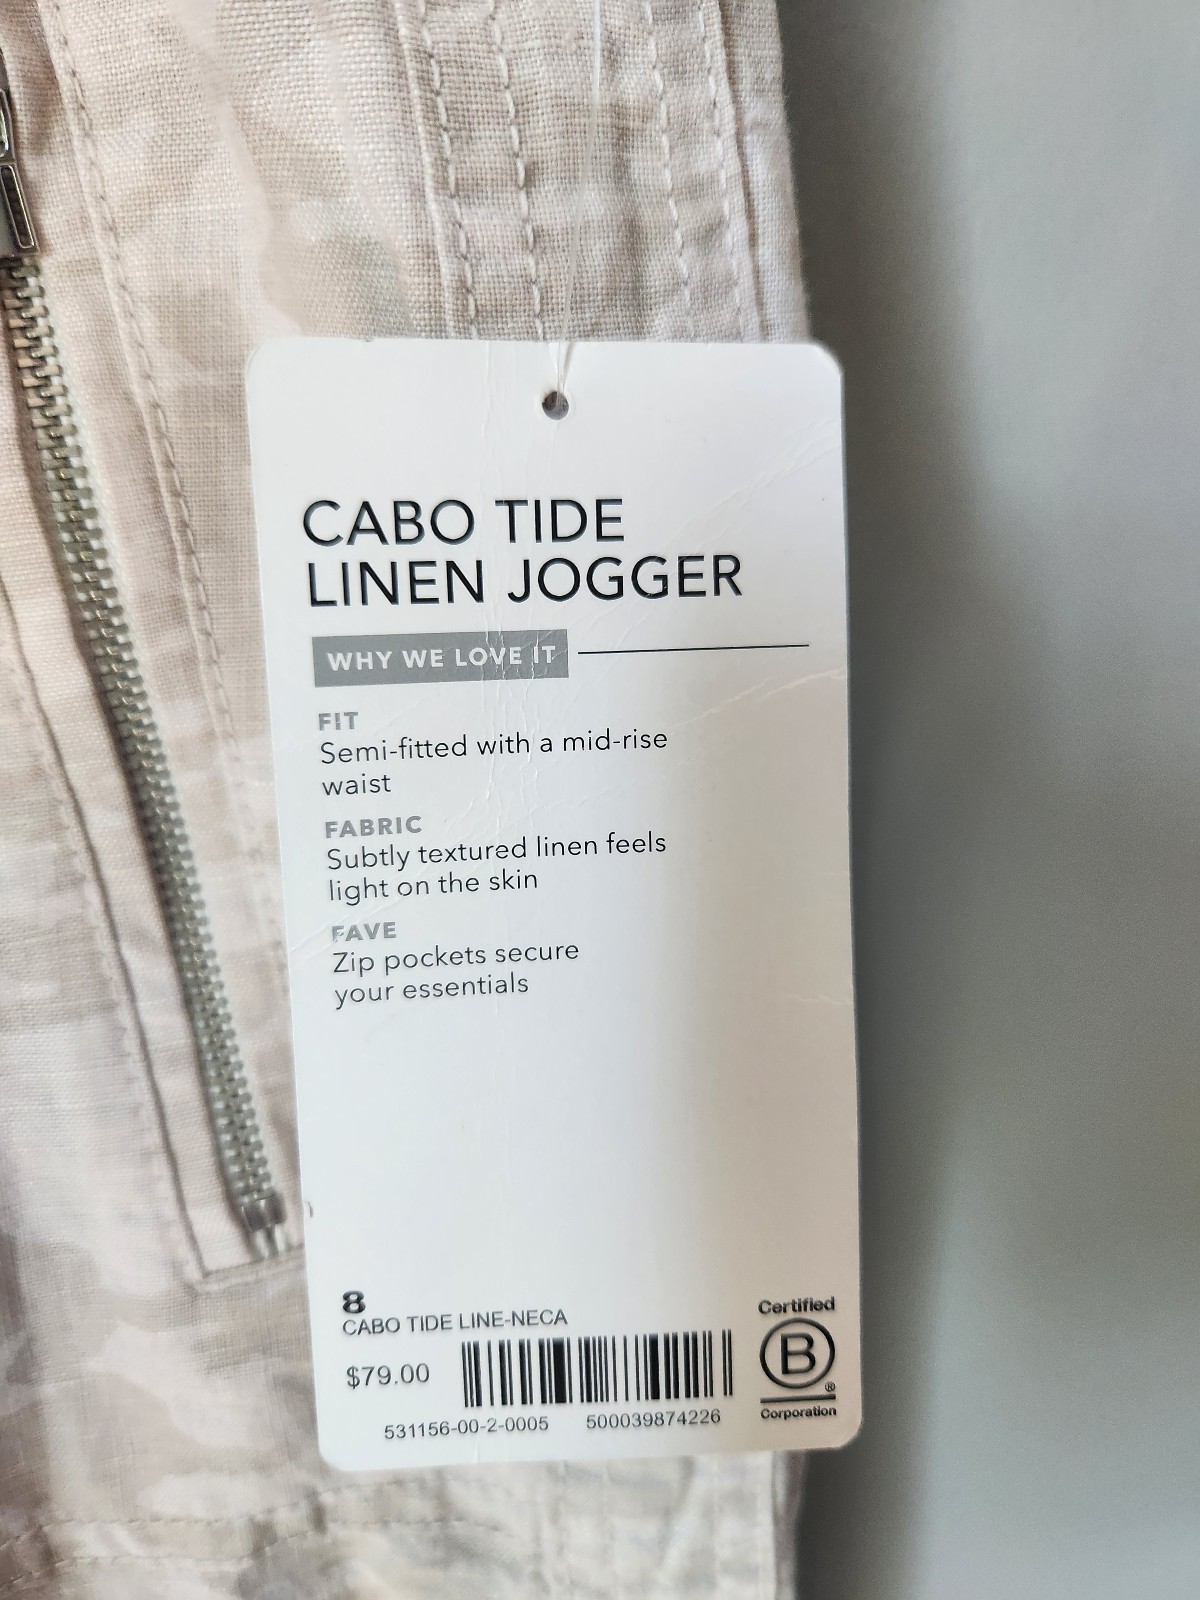 CABO TIDE
LINEN JOGGER
WHY WE LOVE IT
FIT
Semi-fitted with a mid-rise
waist
FABRIC
Subtly textured linen feels
light on the skin
FAVE
Zip pockets secure
your essentials
8
CABO TIDE LINE-NECA
$79.00
531156-00-2-0005 500039874226
Certified
B
®
Corporation